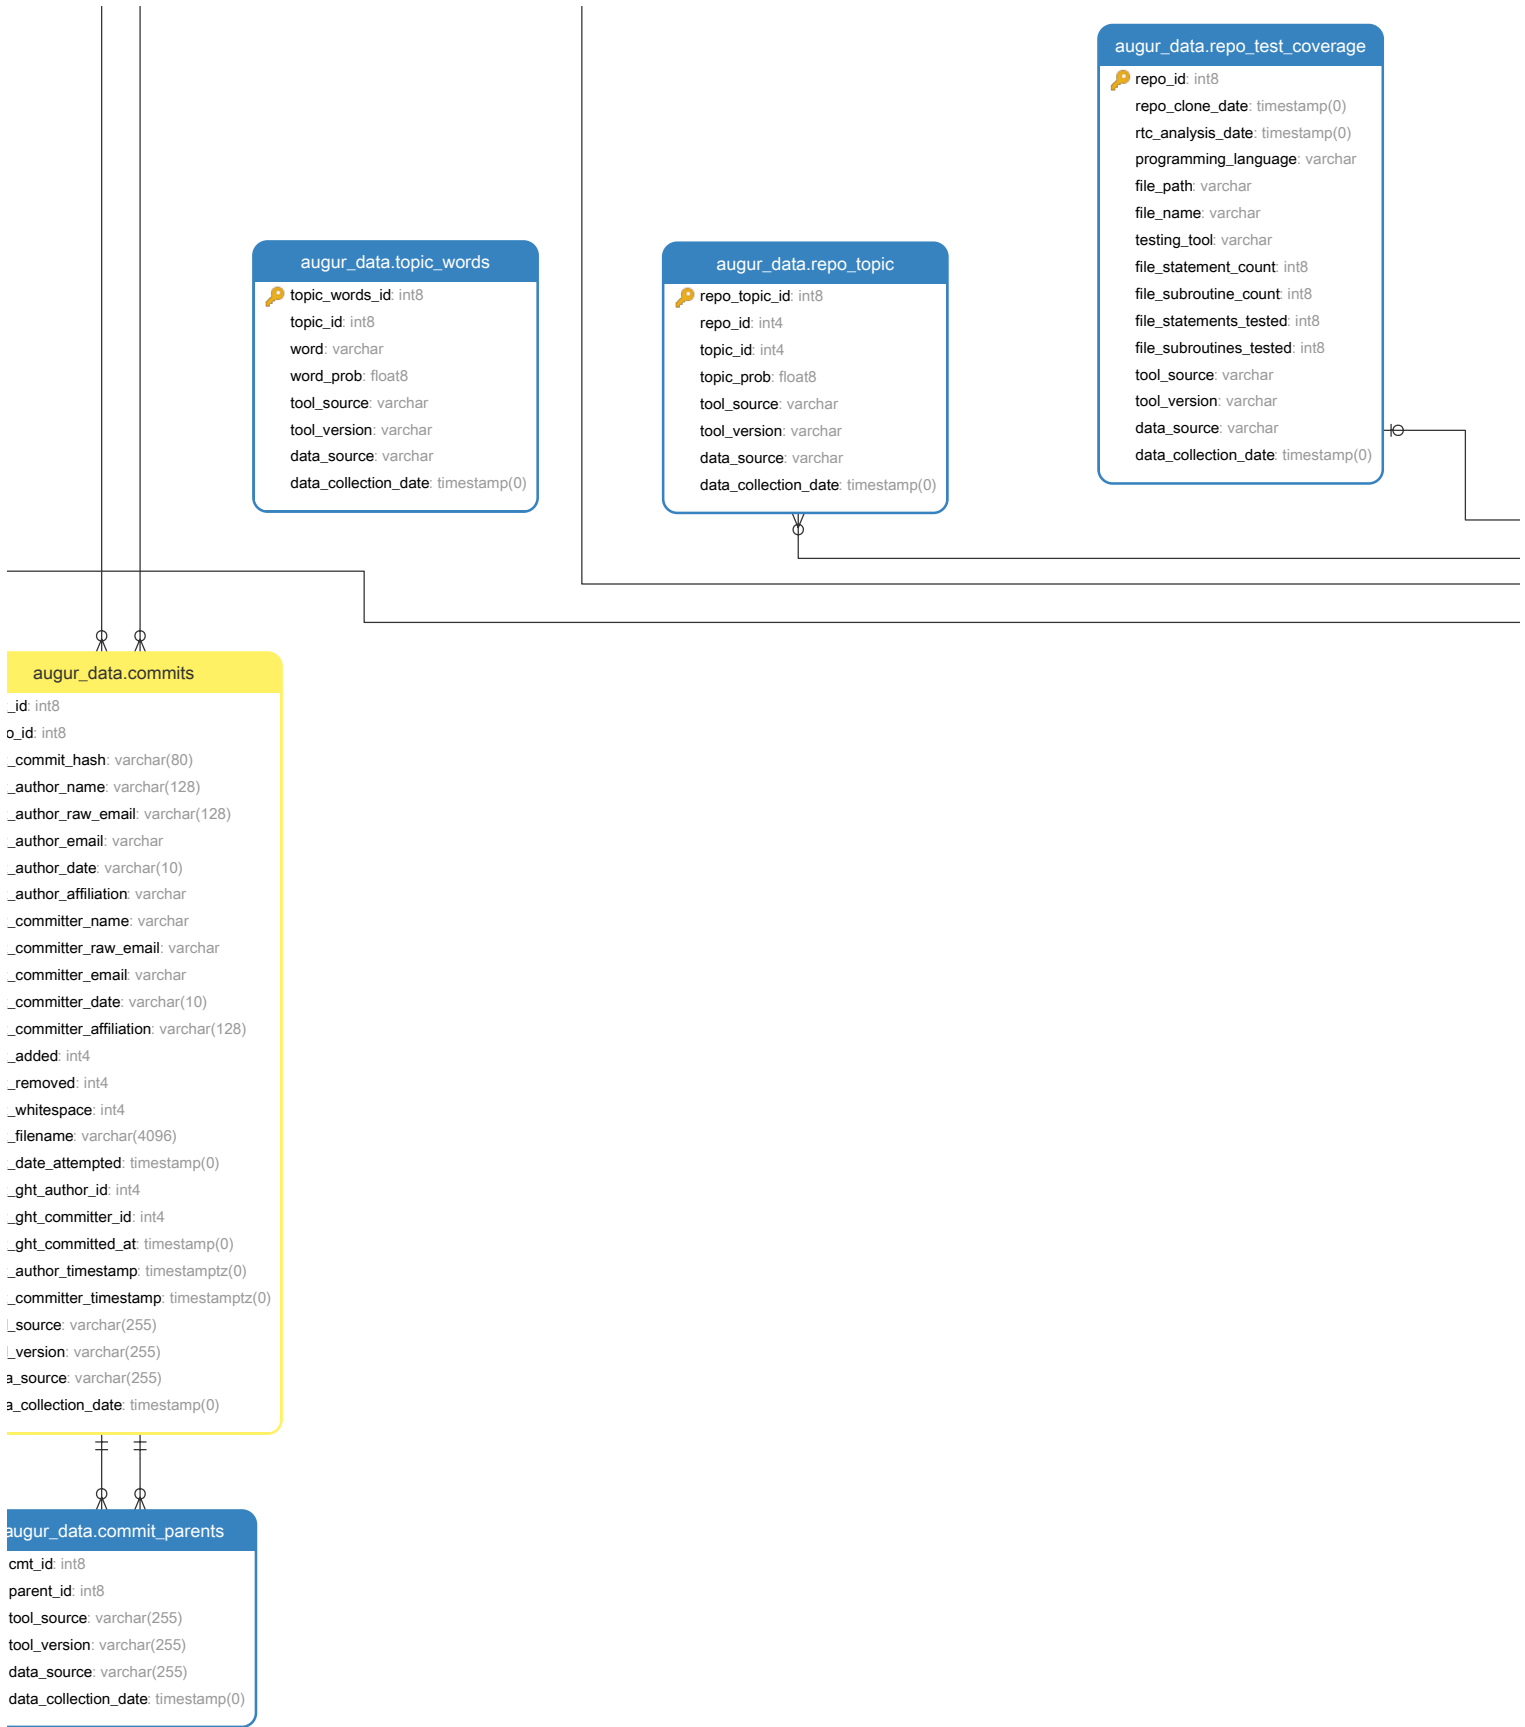 augur_data.repo_test_coverage
repo_id: int8
repo_clone_date: timestamp(0)
rtc_analysis_date: timestamp(0)
programming_language: varchar
file_path: varchar
file_name: varchar
testing_tool: varchar
file_statement_count: int8
file_subroutine_count: int8
file_statements_tested: int8
file_subroutines_tested: int8
tool_source: varchar
tool_version: varchar
data_source: varchar
data_collection_date: timestamp(0)
augur_data.topic_words
topic_words_id: int8
topic_id: int8
word: varchar
word_prob: float8
tool_source: varchar
tool_version: varchar
data_source: varchar
data_collection_date: timestamp(0)
augur_data.repo_topic
repo_topic_id: int8
repo_id: int4
topic_id: int4
topic_prob: float8
tool_source: varchar
tool_version: varchar
data_source: varchar
data_collection_date: timestamp(0)
augur_data.commits
_id: int8
o_id: int8
_commit_hash: varchar(80)
_author_name: varchar(128)
_author_raw_email: varchar(128)
_author_email: varchar
_author_date: varchar(10)
_author_affiliation: varchar
_committer_name: varchar
_committer_raw_email: varchar
_committer_email: varchar
_committer_date: varchar(10)
_committer_affiliation: varchar(128)
_added: int4
_removed: int4
_whitespace: int4
_filename: varchar(4096)
_date_attempted: timestamp(0)
_ght_author_id: int4
_ght_committer_id: int4
_ght_committed_at: timestamp(0)
_author_timestamp: timestamptz(0)
_committer_timestamp: timestamptz(0)
_source: varchar(255)
_version: varchar(255)
a_source: varchar(255)
a_collection_date: timestamp(0)
augur_data.commit_parents
cmt_id: int8
parent_id: int8
tool_source: varchar(255)
tool_version: varchar(255)
data_source: varchar(255)
data_collection_date: timestamp(0)